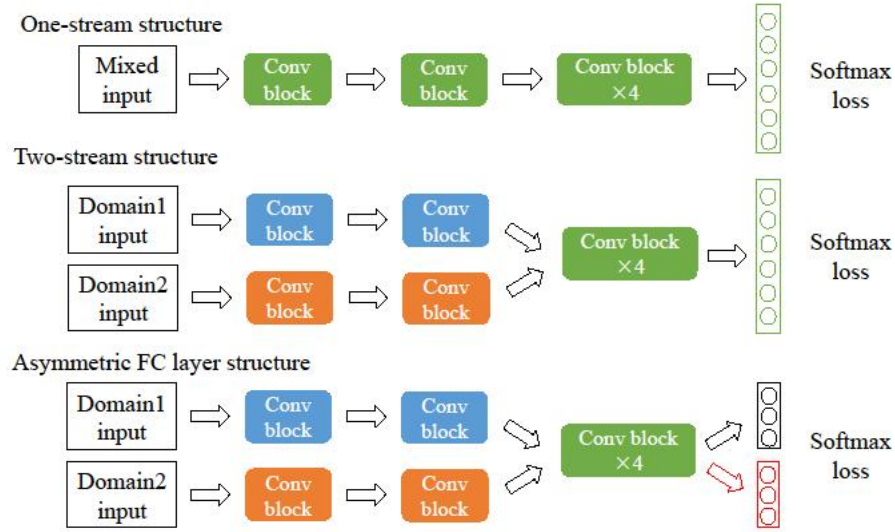 One-stream structure
Mixed
input
Conv
block
Conv
block
Conv block
×4
Softmax
loss
Two-stream structure
Domain1
input
Conv
block
Conv
block
Domain2
input
Conv
block
Conv
block
Conv block
×4
Softmax
loss
Asymmetric FC layer structure
Domain1
input
Conv
block
Conv
block
Domain2
input
Conv
block
Conv
block
Conv block
×4
Softmax
loss